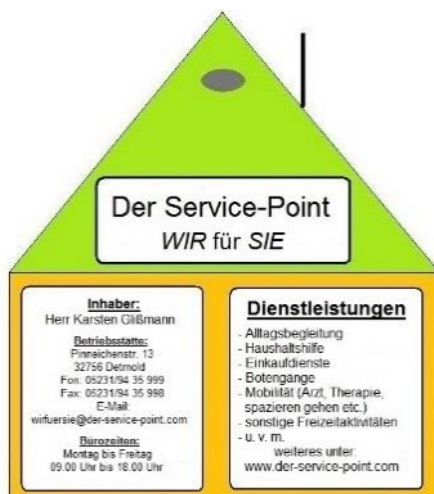 Der Service-Point
WIR für SIE
Inhaber:
Herr Karsten Glißmann
Betriebsstätte:
Pinneichenstr. 13
32756 Detmold
Fon: 05231/94 35 999
Fax: 05231/94 35 998
E-Mail:
wirfuersie@der-service-point.com
Bürozeiten:
Montag bis Freitag
09.00 Uhr bis 18.00 Uhr
Dienstleistungen
- Alltagsbegleitung
- Haushaltshilfe
- Einkaufdienste
- Botengänge
- Mobilität (Arzt, Therapie,
spazieren gehen etc.)
- sonstige Freizeitaktivitäten
- u. v. m.
weiteres unter:
www.der-service-point.com